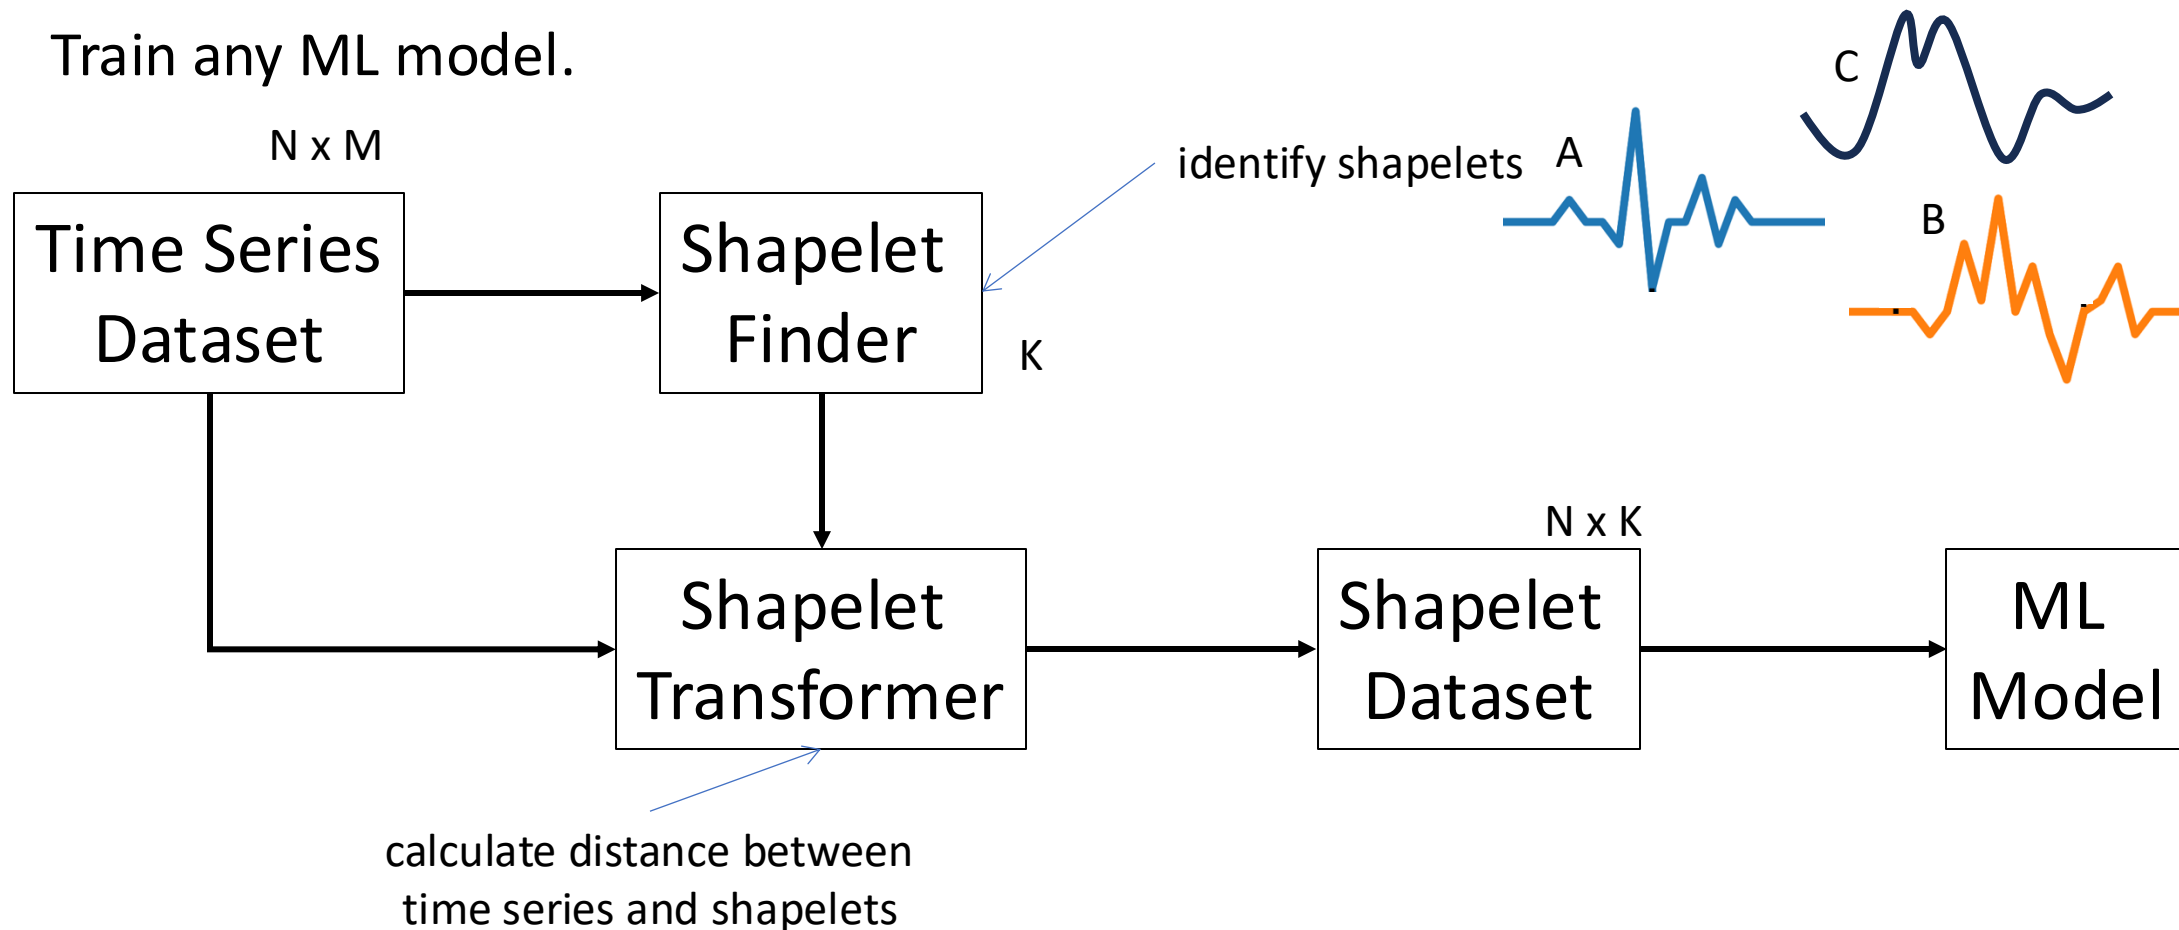 Train any ML model.
N x M
C
A
identify shapelets
B
Time Series
Dataset
Shapelet
Finder
K
N x K
Shapelet
Transformer
Shapelet
Dataset
ML
Model
calculate distance between
time series and shapelets